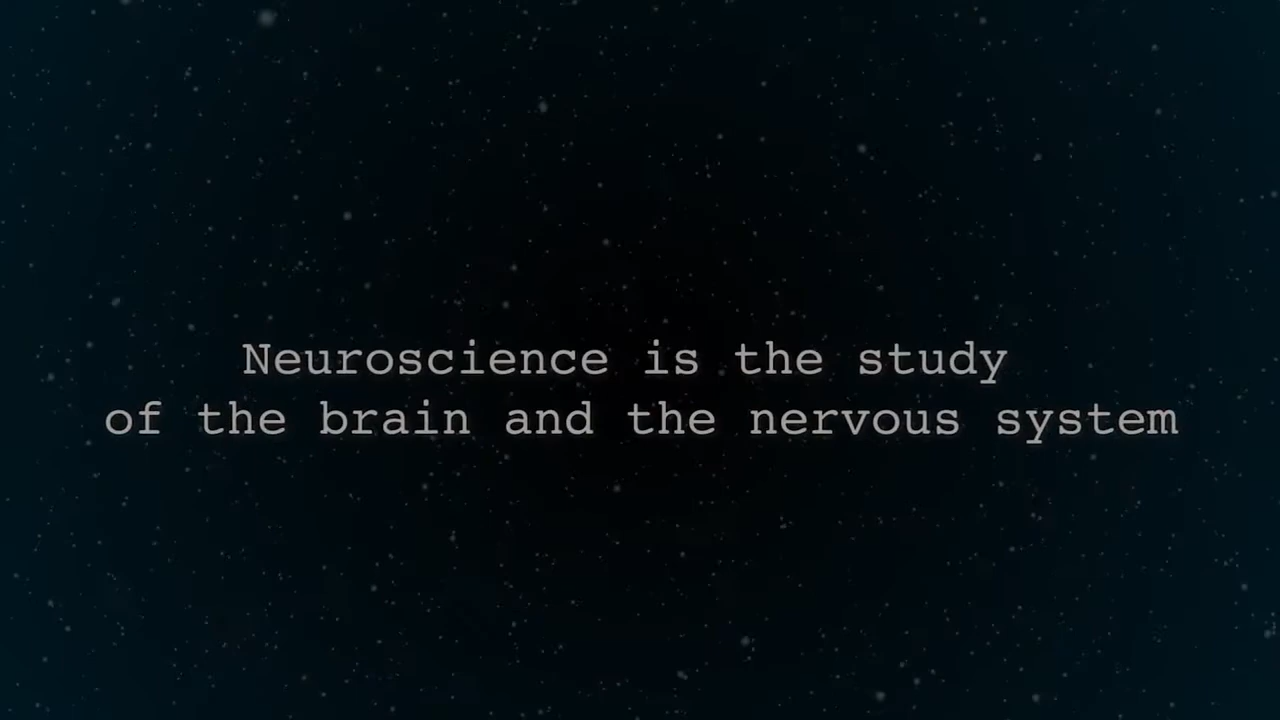 Neuroscience is the study
of the brain and the nervous system